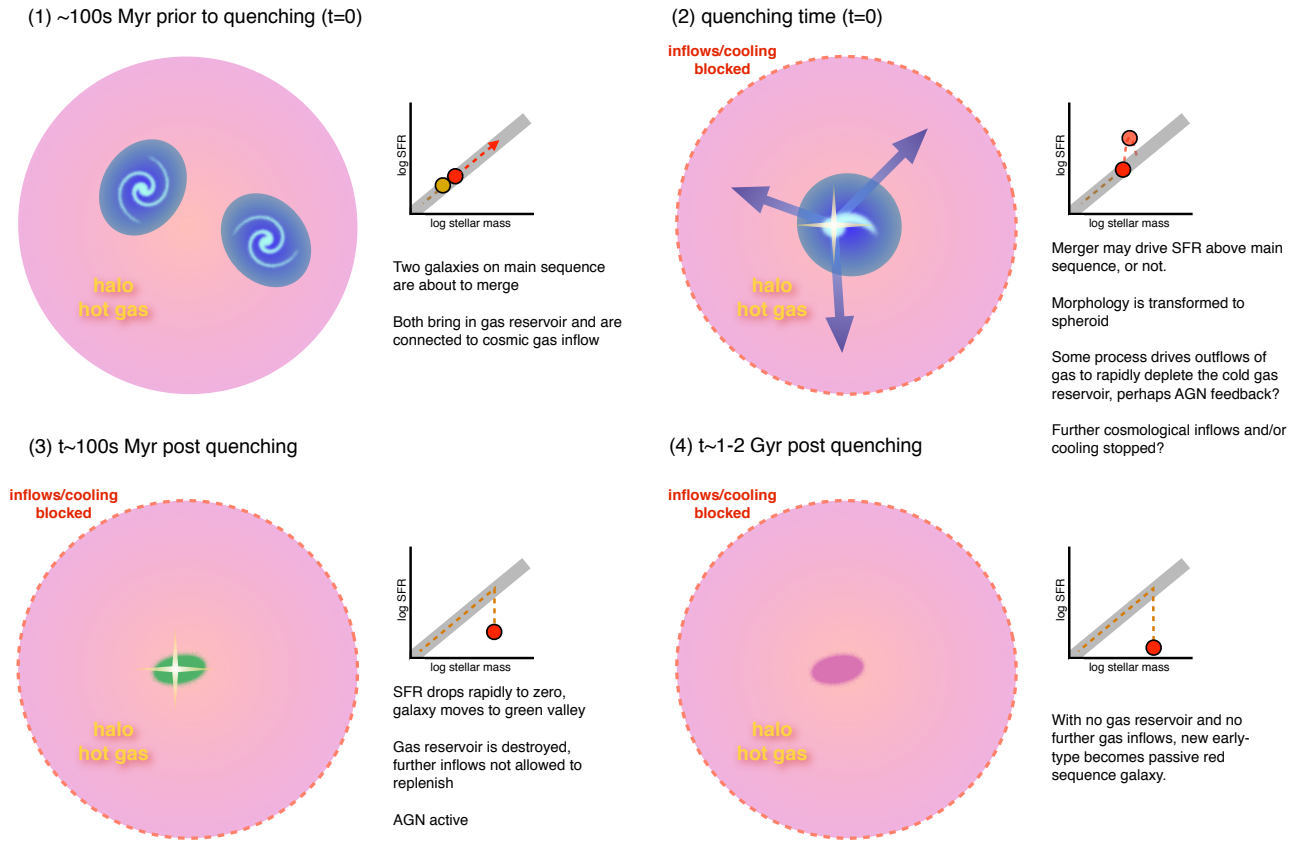 (1) ~100s Myr prior to quenching (t=0)
halo
hot gas
log SFR
log stellar mass
Two galaxies on main sequence
are about to merge
Both bring in gas reservoir and are
connected to cosmic gas inflow
(2) quenching time (t=0)
inflows/cooling
blocked
halo
hot gas
log SFR
log stellar mass
Merger may drive SFR above main
sequence, or not.
Morphology is transformed to
spheroid
Some process drives outflows of
gas to rapidly deplete the cold gas
reservoir, perhaps AGN feedback?
Further cosmological inflows and/or
cooling stopped?
(3) t~100s Myr post quenching
inflows/cooling
blocked
halo
hot gas
log SFR
log stellar mass
SFR drops rapidly to zero,
galaxy moves to green valley
Gas reservoir is destroyed,
further inflows not allowed to
replenish
AGN active
(4) t~1-2 Gyr post quenching
inflows/cooling
blocked
halo
hot gas
log SFR
log stellar mass
With no gas reservoir and no
further gas inflows, new early-
type becomes passive red
sequence galaxy.